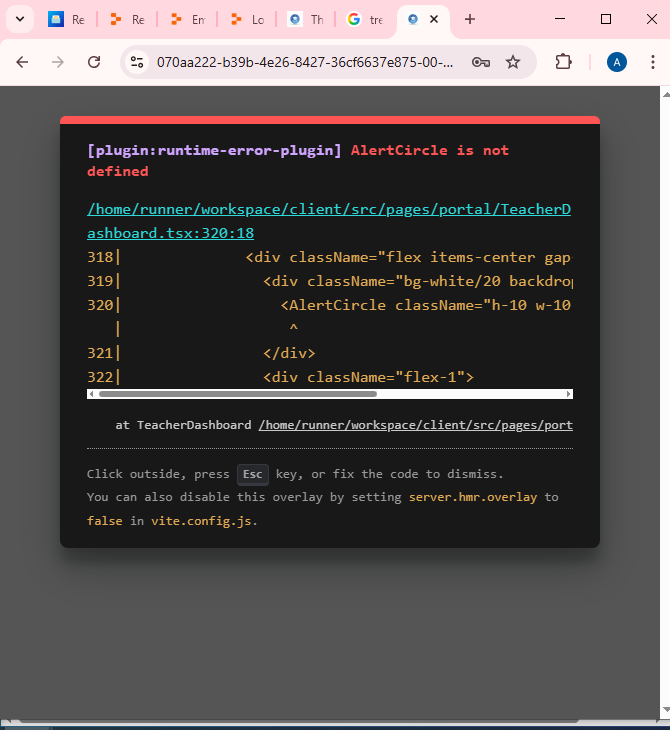 Re
Re
Er
Lo
Th
tre
070aa222-b39b-4e26-8427-36cf6637e875-00-...
A
[plugin:runtime-error-plugin] AlertCircle is not
defined
/home/runner/workspace/client/src/pages/portal/TeacherD
ashboard.tsx:320:18
318| <div className="flex items-center gap
319| <div className="bg-white/20 backdrop
320| <AlertCircle className="h-10 w-10
| ^
321| </div>
322| <div className="flex-1">
at TeacherDashboard /home/runner/workspace/client/src/pages/port
Click outside, press Esc key, or fix the code to dismiss.
You can also disable this overlay by setting server.hmr.overlay to
false in vite.config.js.